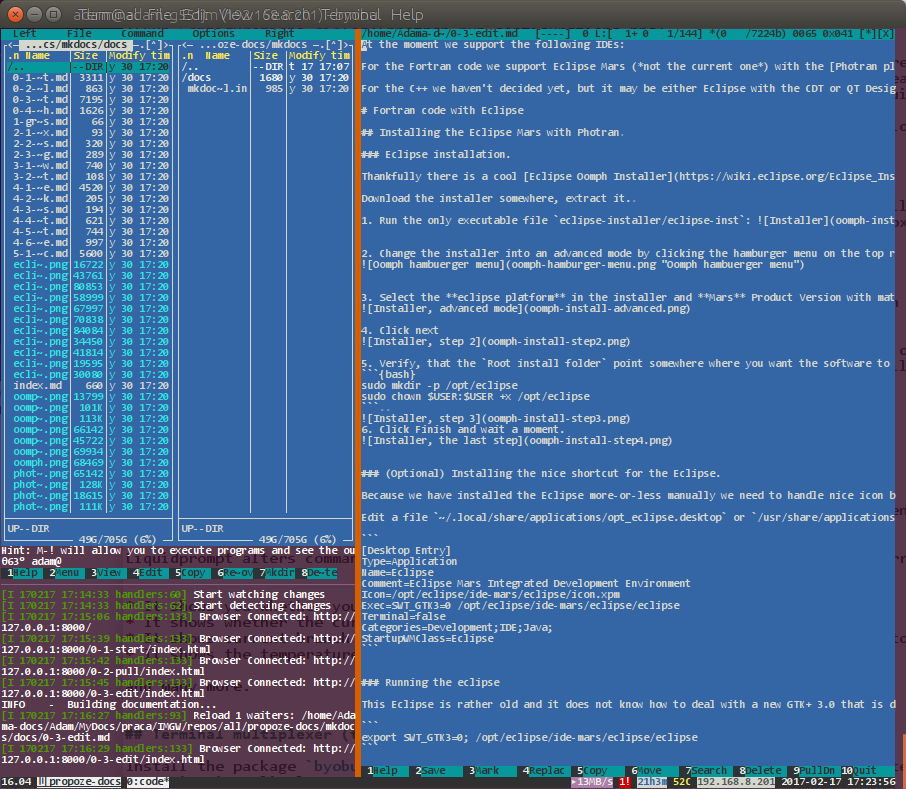 Terminal File Edit View Search Terminal Help
Left File Command Options Right
/home/Adama-d~/0-3-edit.md [----] 0 L:[ 1+ 0 1/144] *(0 /7224b) 0065 0x041 [*][X]
<— …cs/mkdocs/docs —.[^]>
<— …oze-docs/mkdocs —.[^]>
.n Name Size Modify tim
.n Name Size Modify tim
/.. --DIR y 30 17:20
0-1-~t.md 3311 y 30 17:20
0-2-~l.md 863 y 30 17:20
0-3-~t.md 7195 y 30 17:20
0-4-~h.md 1626 y 30 17:20
1-gr~s.md 66 y 30 17:20
2-1-~x.md 93 y 30 17:20
2-2-~s.md 320 y 30 17:20
2-3-~g.md 289 y 30 17:20
3-1-~w.md 740 y 30 17:20
3-2-~t.md 108 y 30 17:20
4-1-~e.md 4520 y 30 17:20
4-2-~k.md 205 y 30 17:20
4-3-~s.md 194 y 30 17:20
4-4-~t.md 621 y 30 17:20
4-5-~t.md 744 y 30 17:20
4-6-~e.md 997 y 30 17:20
5-1-~c.md 5600 y 30 17:20
ecli~.png 16722 y 30 17:20
ecli~.png 43761 y 30 17:20
ecli~.png 80853 y 30 17:20
ecli~.png 58999 y 30 17:20
ecli~.png 67997 y 30 17:20
ecli~.png 70838 y 30 17:20
ecli~.png 84084 y 30 17:20
ecli~.png 34450 y 30 17:20
ecli~.png 41814 y 30 17:20
ecli~.png 19595 y 30 17:20
ecli~.png 30080 y 30 17:20
index.md 660 y 30 17:20
oomp~.png 13799 y 30 17:20
oomp~.png 101K y 30 17:20
oomp~.png 113K y 30 17:20
oomp~.png 66142 y 30 17:20
oomp~.png 45722 y 30 17:20
oomp~.png 69934 y 30 17:20
oomph.png 68469 y 30 17:20
phot~.png 65142 y 30 17:20
phot~.png 128K y 30 17:20
phot~.png 18615 y 30 17:20
phot~.png 111K y 30 17:20
UP--DIR
49G/705G (6%)
/.. --DIR t 17 17:07
/docs 1680 y 30 17:20
mkdoc~l.in 985 y 30 17:20
UP--DIR
49G/705G (6%)
Hint: M-! will allow you to execute programs and see the ou
063° adam@
1Help 2Menu 3View 4Edit 5Copy 6Re~ov 7Mkdir 8De~te
[I 170217 17:14:33 handlers:60] Start watching changes
[I 170217 17:14:33 handlers:62] Start detecting changes
[I 170217 17:15:06 handlers:133] Browser Connected: http://
127.0.0.1:8000/
[I 170217 17:15:39 handlers:133] Browser Connected: http://
127.0.0.1:8000/0-1-start/index.html
[I 170217 17:15:42 handlers:133] Browser Connected: http://
127.0.0.1:8000/0-2-pull/index.html
[I 170217 17:15:45 handlers:133] Browser Connected: http://
127.0.0.1:8000/0-3-edit/index.html
INFO - Building documentation...
[I 170217 17:16:27 handlers:93] Reload 1 waiters: /home/Ada
ma-docs/Adam/MyDocs/praca/IMGW/repos/all/propoze-docs/mkdoc
s/docs/0-3-edit.md
[I 170217 17:16:29 handlers:133] Browser Connected: http://
127.0.0.1:8000/0-3-edit/index.html
At the moment we support the following IDEs:
For the Fortran code we support Eclipse Mars (*not the current one*) with the [Photran pl
For the C++ we haven't decided yet, but it may be either Eclipse with the CDT or QT Desig
# Fortran code with Eclipse
## Installing the Eclipse Mars with Photran.
### Eclipse installation.
Thankfully there is a cool [Eclipse Oomph Installer](https://wiki.eclipse.org/Eclipse_Ins
Download the installer somewhere, extract it..
1. Run the only executable file `eclipse-installer/eclipse-inst`: ![Installer](oomph-inst
2. Change the installer into an advanced mode by clicking the hamburger menu on the top r
![Oomph hambuerger menu](oomph-hamburger-menu.png "Oomph hambuerger menu")
3. Select the **eclipse platform** in the installer and **Mars** Product Version with mat
![Installer, advanced mode](oomph-install-advanced.png)
4. Click next
![Installer, step 2](oomph-install-step2.png)
5. Verify, that the `Root install folder` point somewhere where you want the software to
```{bash}
sudo mkdir -p /opt/eclipse
sudo chown $USER:$USER +x /opt/eclipse
```..
![Installer, step 3](oomph-install-step3.png)
6. Click Finish and wait a moment.
![Installer, the last step](oomph-install-step4.png)
### (Optional) Installing the nice shortcut for the Eclipse.
Because we have installed the Eclipse more-or-less manually we need to handle nice icon b
Edit a file `~/.local/share/applications/opt_eclipse.desktop` or `/usr/share/applications
```
[Desktop Entry]
Type=Application
Name=Eclipse
Comment=Eclipse Mars Integrated Development Environment
Icon=/opt/eclipse/ide-mars/eclipse/icon.xpm
Exec=SWT_GTK3=0 /opt/eclipse/ide-mars/eclipse/eclipse
Terminal=false
Categories=Development;IDE;Java;
StartupWMClass=Eclipse
```
### Running the eclipse
This Eclipse is rather old and it does not know how to deal with a new GTK+ 3.0 that is d
```
export SWT_GTK3=0; /opt/eclipse/ide-mars/eclipse/eclipse
```
1Help 2Save 3Mark 4Replac 5Copy 6Move 7Search 8Delete 9PullDn 10Quit
16.04 propoze-docs 0:code* 13MB/s 1! 21h3m 52C 192.168.8.201 2017-02-17 17:23:56